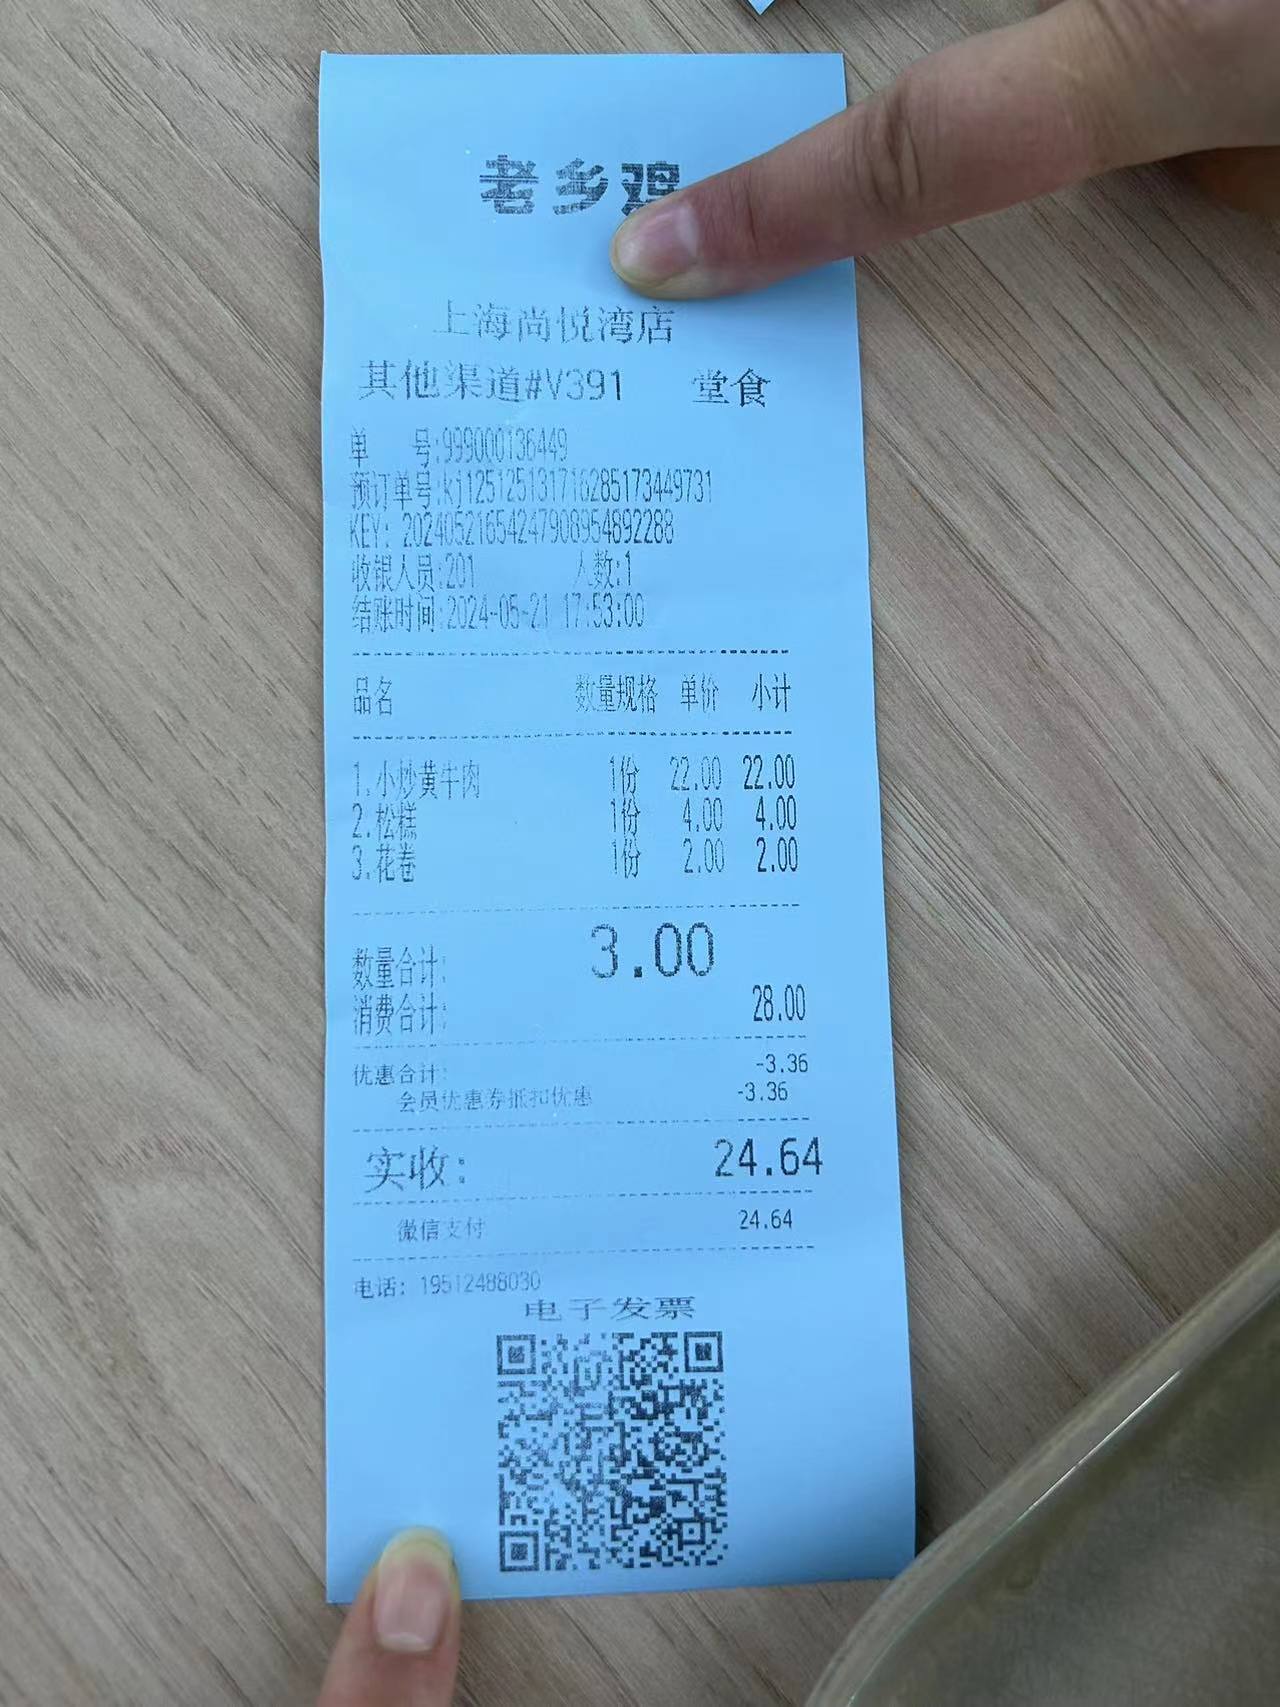 老乡鸡
上海尚悦湾店
其他渠道#V391 堂食
单 号:999000136449
预订单号:kj1251251317162851734​49731
KEY: 20240521654247908954892288
收银人员:201 人数:1
结账时间:2024-05-21 17:53:00
品名 数量规格 单价 小计
1.小炒黄牛肉 1份 22.00 22.00
2.松糕 1份 4.00 4.00
3.花卷 1份 2.00 2.00
数量合计: 3.00
消费合计: 28.00
优惠合计: -3.36
会员优惠券抵扣优惠 -3.36
实收: 24.64
微信支付 24.64
电话: 19512488030
电子发票